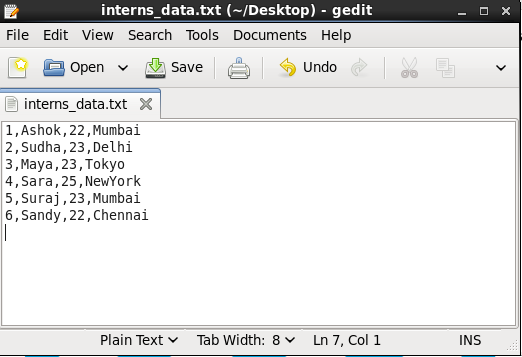 interns_data.txt (~/Desktop) - gedit
File Edit View Search Tools Documents Help
Open Save Undo
interns_data.txt
1,Ashok,22,Mumbai
2,Sudha,23,Delhi
3,Maya,23,Tokyo
4,Sara,25,NewYork
5,Suraj,23,Mumbai
6,Sandy,22,Chennai
Plain Text Tab Width: 8 Ln 7, Col 1 INS